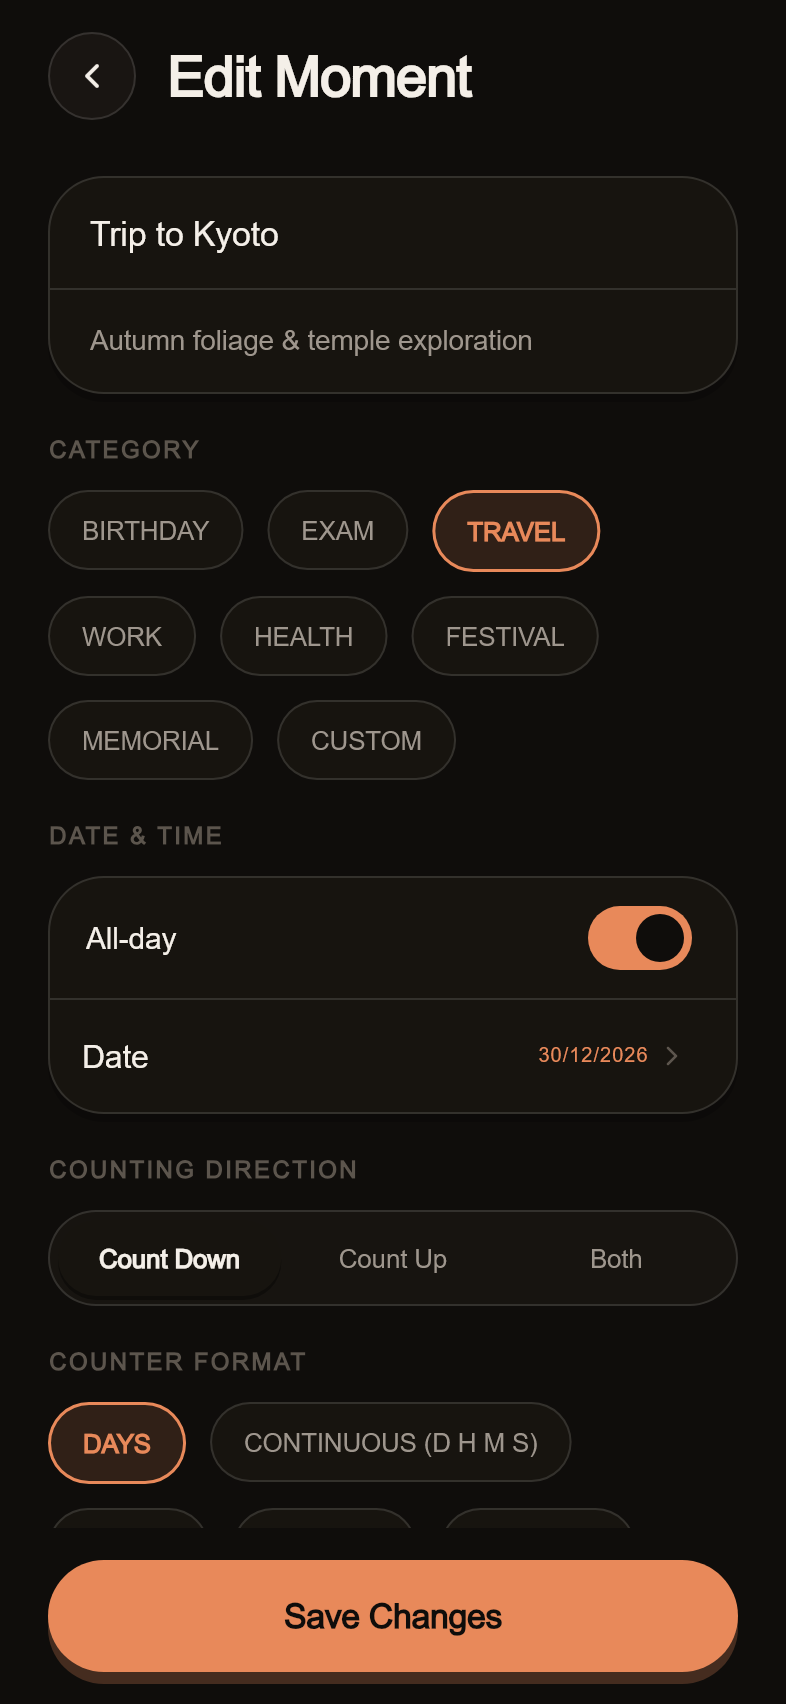 Edit Moment
Trip to Kyoto
Autumn foliage & temple exploration
CATEGORY
BIRTHDAY EXAM TRAVEL
WORK HEALTH FESTIVAL
MEMORIAL CUSTOM
DATE & TIME
All-day
Date 30/12/2026
COUNTING DIRECTION
Count Down Count Up Both
COUNTER FORMAT
DAYS CONTINUOUS (D H M S)
Save Changes